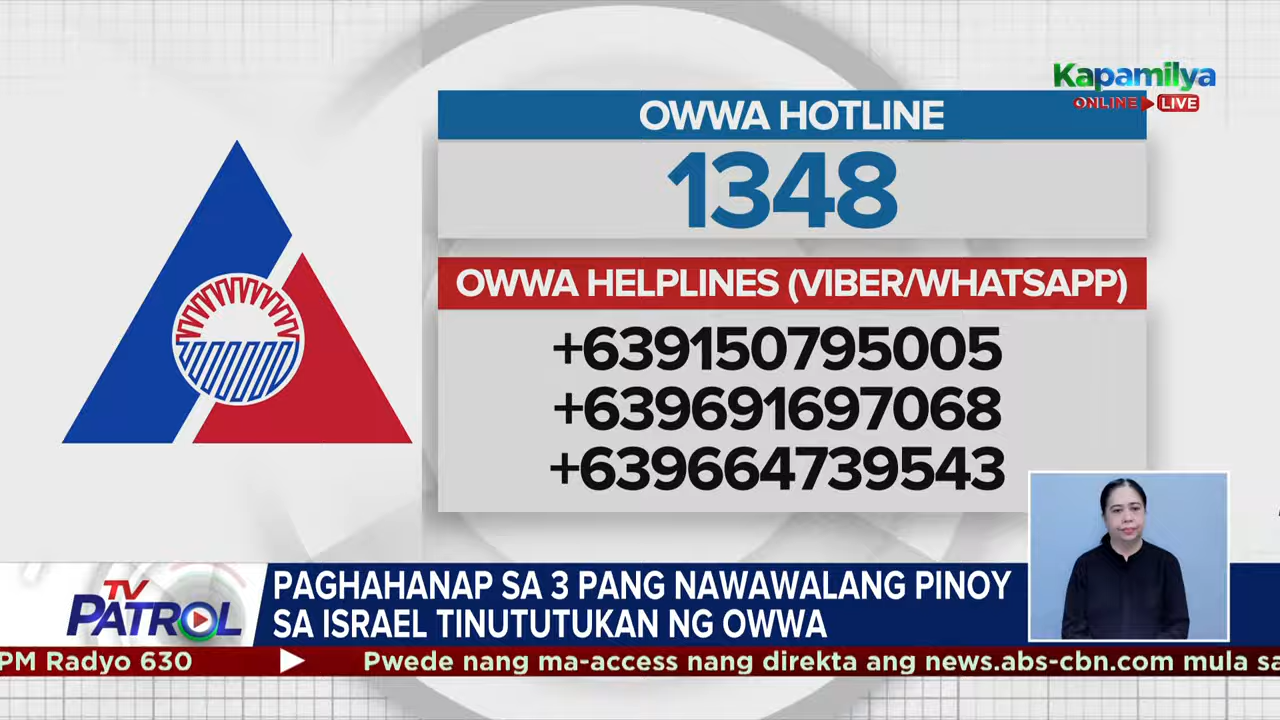 Kapamilya
ONLINE LIVE
OWWA HOTLINE
1348
OWWA HELPLINES (VIBER/WHATSAPP)
+639150795005
+639691697068
+639664739543
TV PATROL
PAGHAHANAP SA 3 PANG NAWAWALANG PINOY
SA ISRAEL TINUTUTUKAN NG OWWA
PM Radyo 630 Pwede nang ma-access nang direkta ang news.abs-cbn.com mula sa